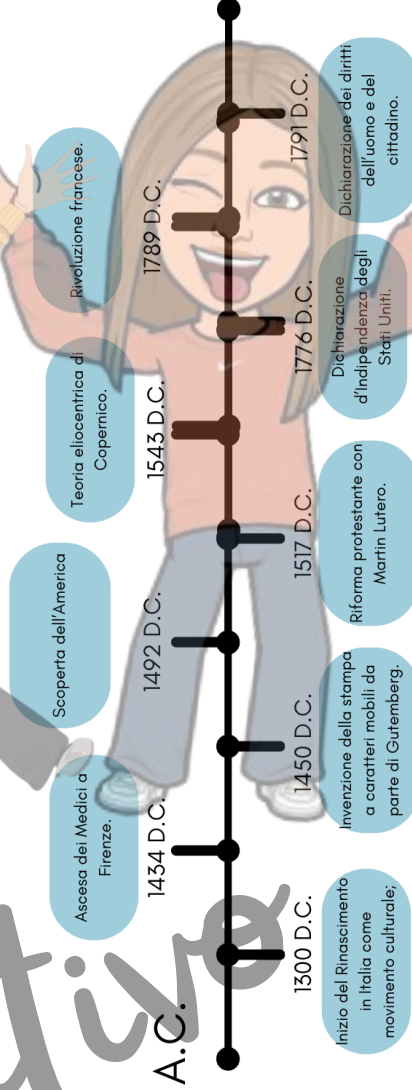 tivo
A.C.
1300 D.C.
Inizio del Rinascimento
in Italia come
movimento culturale;
Ascesa dei Medici a
Firenze.
1434 D.C.
1450 D.C.
Invenzione della stampa
a caratteri mobili da
parte di Gutemberg.
Scoperta dell'America
1492 D.C.
1517 D.C.
Riforma protestante con
Martin Lutero.
Teoria eliocentrica di
Copernico.
1543 D.C.
1776 D.C.
Dichiarazione
d'Indipendenza degli
Stati Uniti.
Rivoluzione francese.
1789 D.C.
1791 D.C.
Dichiarazione dei diritti
dell'uomo e del
cittadino.